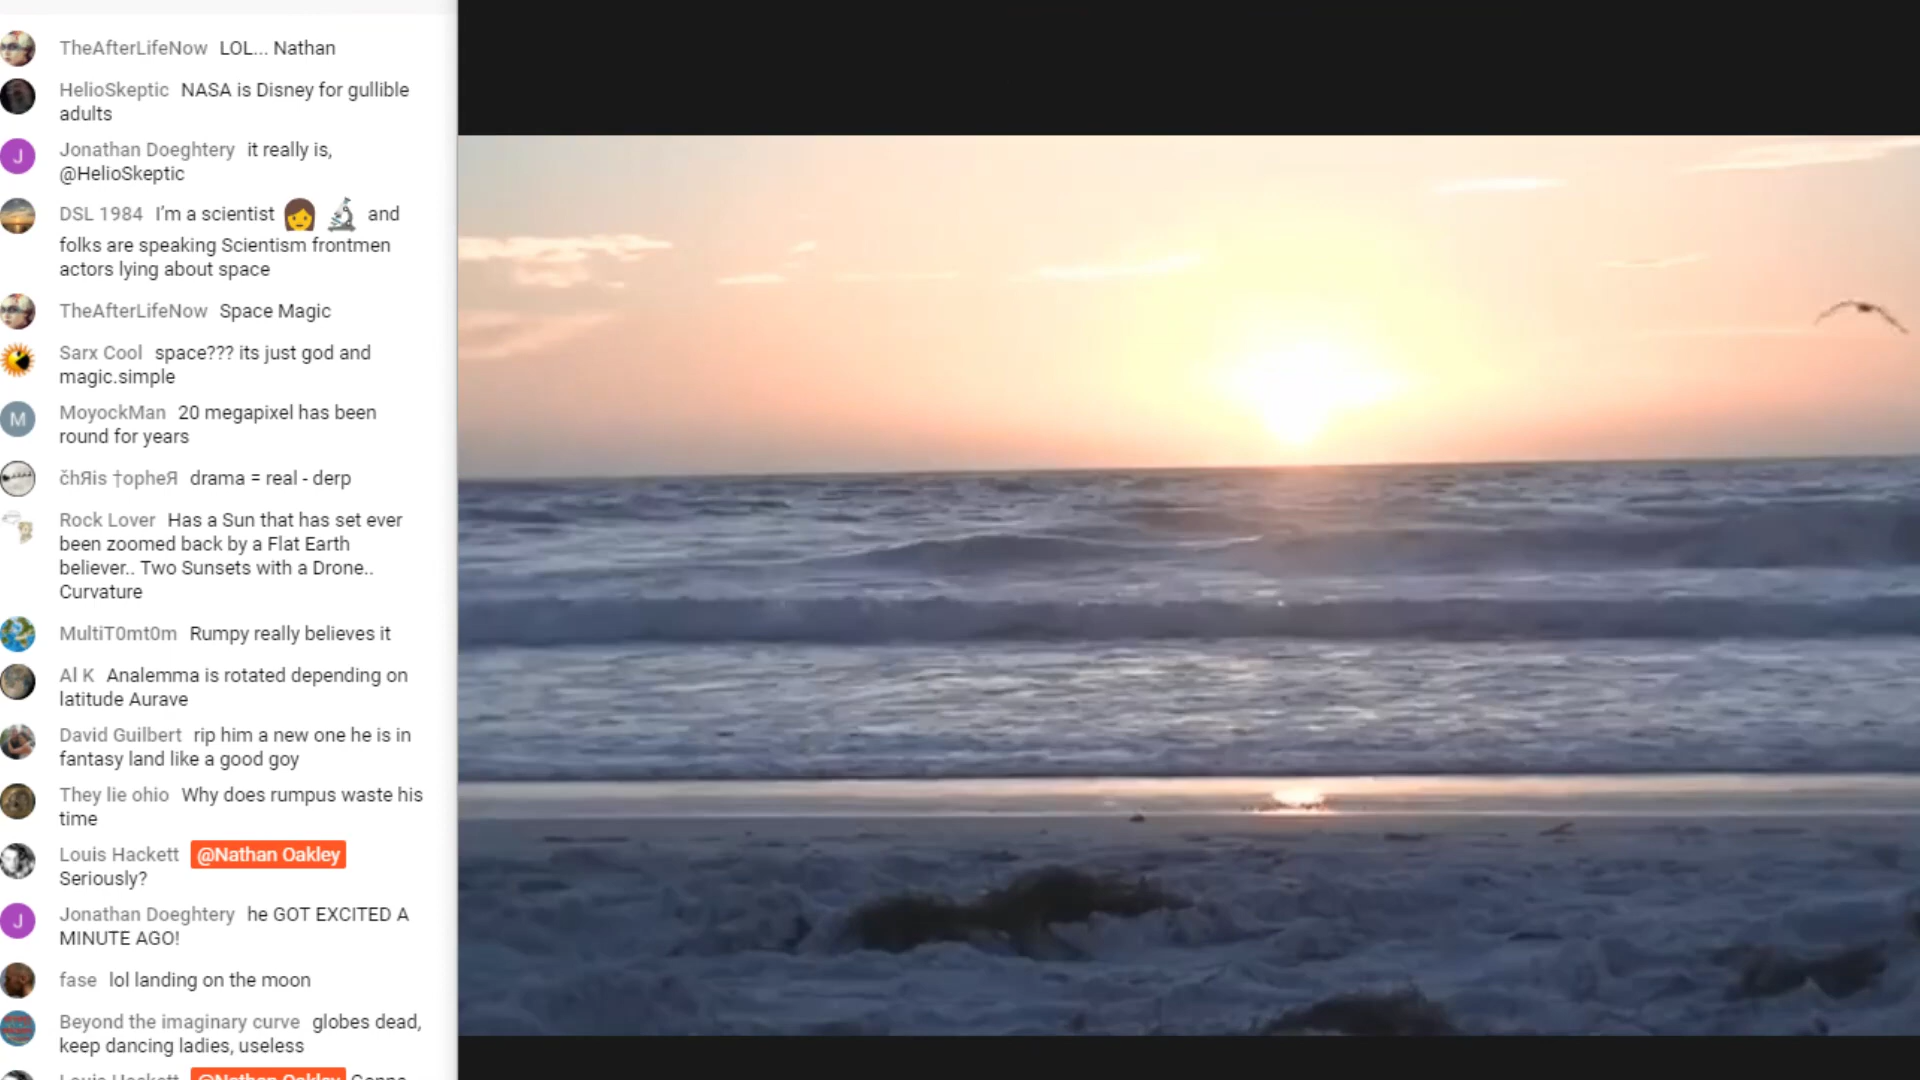 TheAfterLifeNow LOL... Nathan
HelioSkeptic NASA is Disney for gullible
adults
J Jonathan Doeghtery it really is,
@HelioSkeptic
DSL 1984 I’m a scientist 👩 🔬 and
folks are speaking Scientism frontmen
actors lying about space
TheAfterLifeNow Space Magic
Sarx Cool space??? its just god and
magic.simple
M MoyockMan 20 megapixel has been
round for years
čhЯis †opheЯ drama = real - derp
Rock Lover Has a Sun that has set ever
been zoomed back by a Flat Earth
believer.. Two Sunsets with a Drone..
Curvature
MultiT0mt0m Rumpy really believes it
Al K Analemma is rotated depending on
latitude Aurave
David Guilbert rip him a new one he is in
fantasy land like a good goy
They lie ohio Why does rumpus waste his
time
Louis Hackett @Nathan Oakley
Seriously?
J Jonathan Doeghtery he GOT EXCITED A
MINUTE AGO!
fase lol landing on the moon
Beyond the imaginary curve globes dead,
keep dancing ladies, useless
Louis Hackett @Nathan Oakley